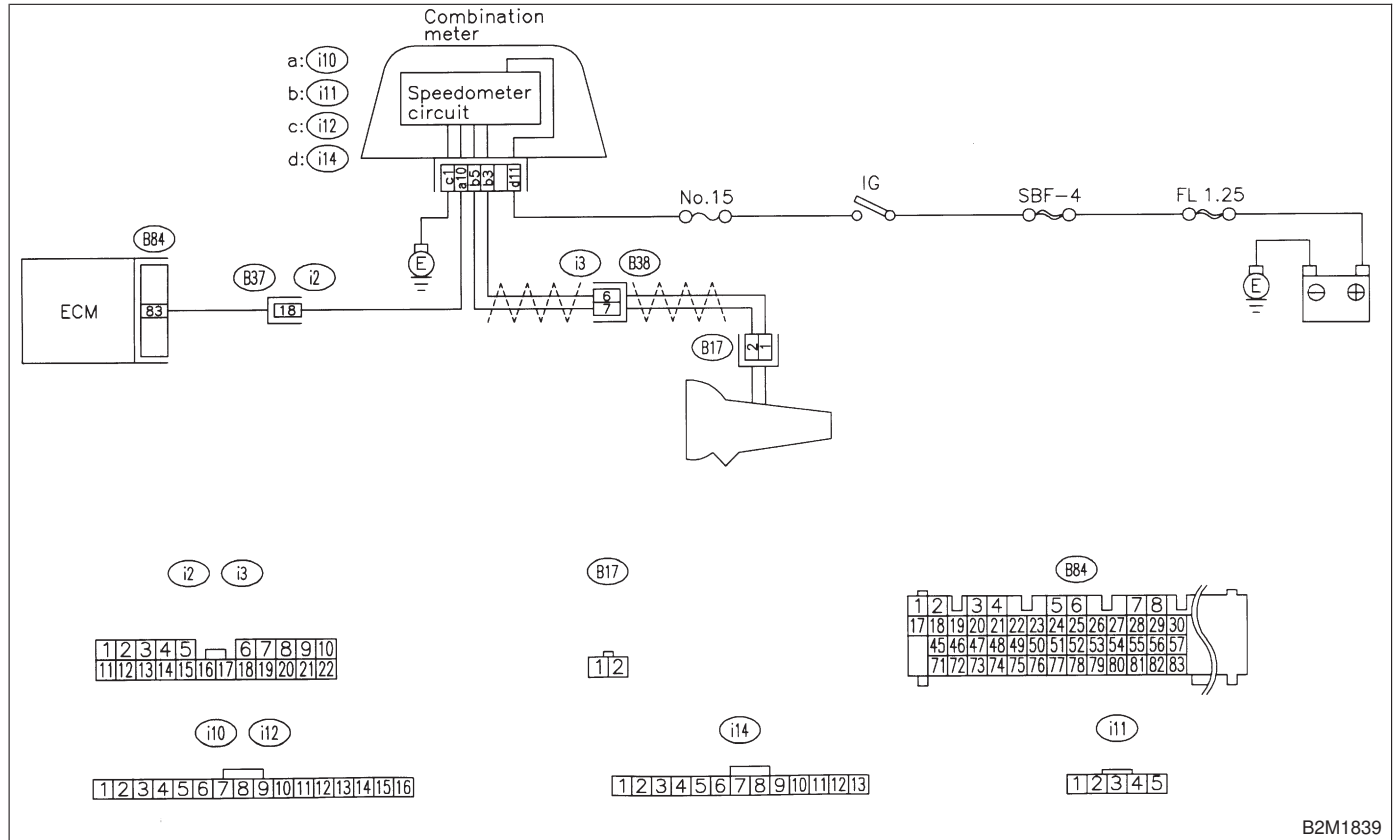 Combination
meter
a: i10
b: i11
c: i12
d: i14
Speedometer
circuit
c1 a10 b5 b3 d11
No.15
IG
SBF-4
FL 1.25
B84
B37 i2
i3 B38
E
E
ECM
83
18
6
7
B17
2 1
i2 i3
B17
B84
1 2 3 4 5 6 7 8 9 10
11 12 13 14 15 16 17 18 19 20 21 22
1 2
1 2 3 4 5 6 7 8
17 18 19 20 21 22 23 24 25 26 27 28 29 30
45 46 47 48 49 50 51 52 53 54 55 56 57
71 72 73 74 75 76 77 78 79 80 81 82 83
i10 i12
i14
i11
1 2 3 4 5 6 7 8 9 10 11 12 13 14 15 16
1 2 3 4 5 6 7 8 9 10 11 12 13
1 2 3 4 5
B2M1839